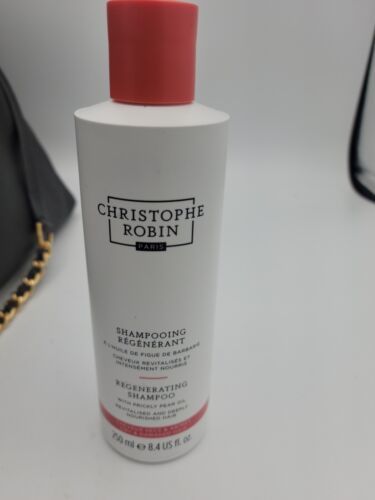 CHRISTOPHE
ROBIN
PARIS
SHAMPOOING
RÉGÉNÉRANT
À L'HUILE DE FIGUE DE BARBARIE
CHEVEUX REVITALISÉS ET
INTENSÉMENT NOURRIS
REGENERATING
SHAMPOO
WITH PRICKLY PEAR OIL
REVITALISED AND DEEPLY
NOURISHED HAIR
250 ml e 8.4 US fl. oz.